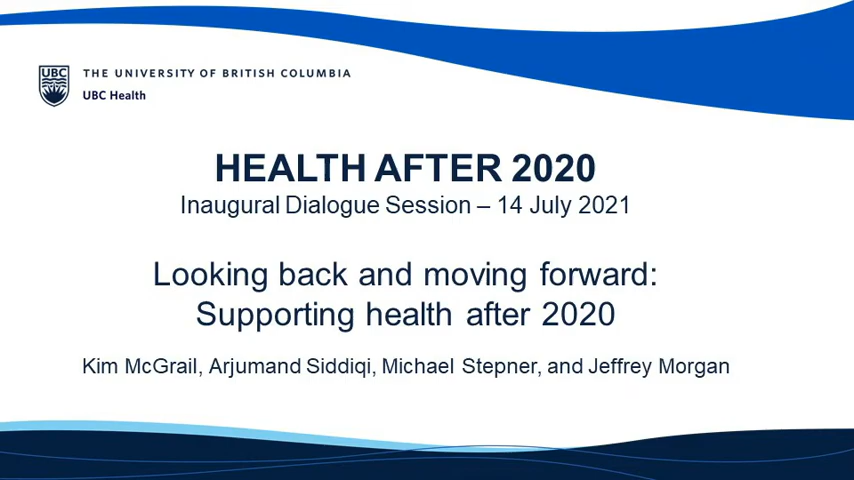 UBC
THE UNIVERSITY OF BRITISH COLUMBIA
UBC Health
HEALTH AFTER 2020
Inaugural Dialogue Session – 14 July 2021
Looking back and moving forward:
Supporting health after 2020
Kim McGrail, Arjumand Siddiqi, Michael Stepner, and Jeffrey Morgan